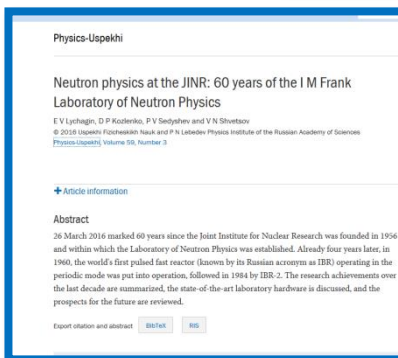 Physics-Uspekhi
Neutron physics at the JINR: 60 years of the I M Frank
Laboratory of Neutron Physics
E V Lychagin, D P Kozlenko, P V Sedyshev and V N Shvetsov
© 2016 Uspekhi Fizicheskikh Nauk and P N Lebedev Physics Institute of the Russian Academy of Sciences
Physics-Uspekhi, Volume 59, Number 3
+ Article information
Abstract
26 March 2016 marked 60 years since the Joint Institute for Nuclear Research was founded in 1956
and within which the Laboratory of Neutron Physics was established. Already four years later, in
1960, the world's first pulsed fast reactor (known by its Russian acronym as IBR) operating in the
periodic mode was put into operation, followed in 1984 by IBR-2. The research achievements over
the last decade are summarized, the state-of-the-art laboratory hardware is discussed, and the
prospects for the future are reviewed.
Export citation and abstract BibTeX RIS